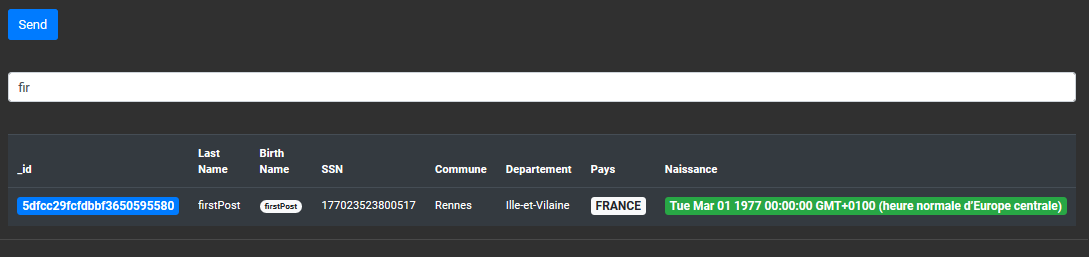 Send
fir
_id Last Name Birth Name SSN Commune Departement Pays Naissance
5dfcc29fcfdbbf3650595580 firstPost firstPost 177023523800517 Rennes Ille-et-Vilaine FRANCE Tue Mar 01 1977 00:00:00 GMT+0100 (heure normale d'Europe centrale)